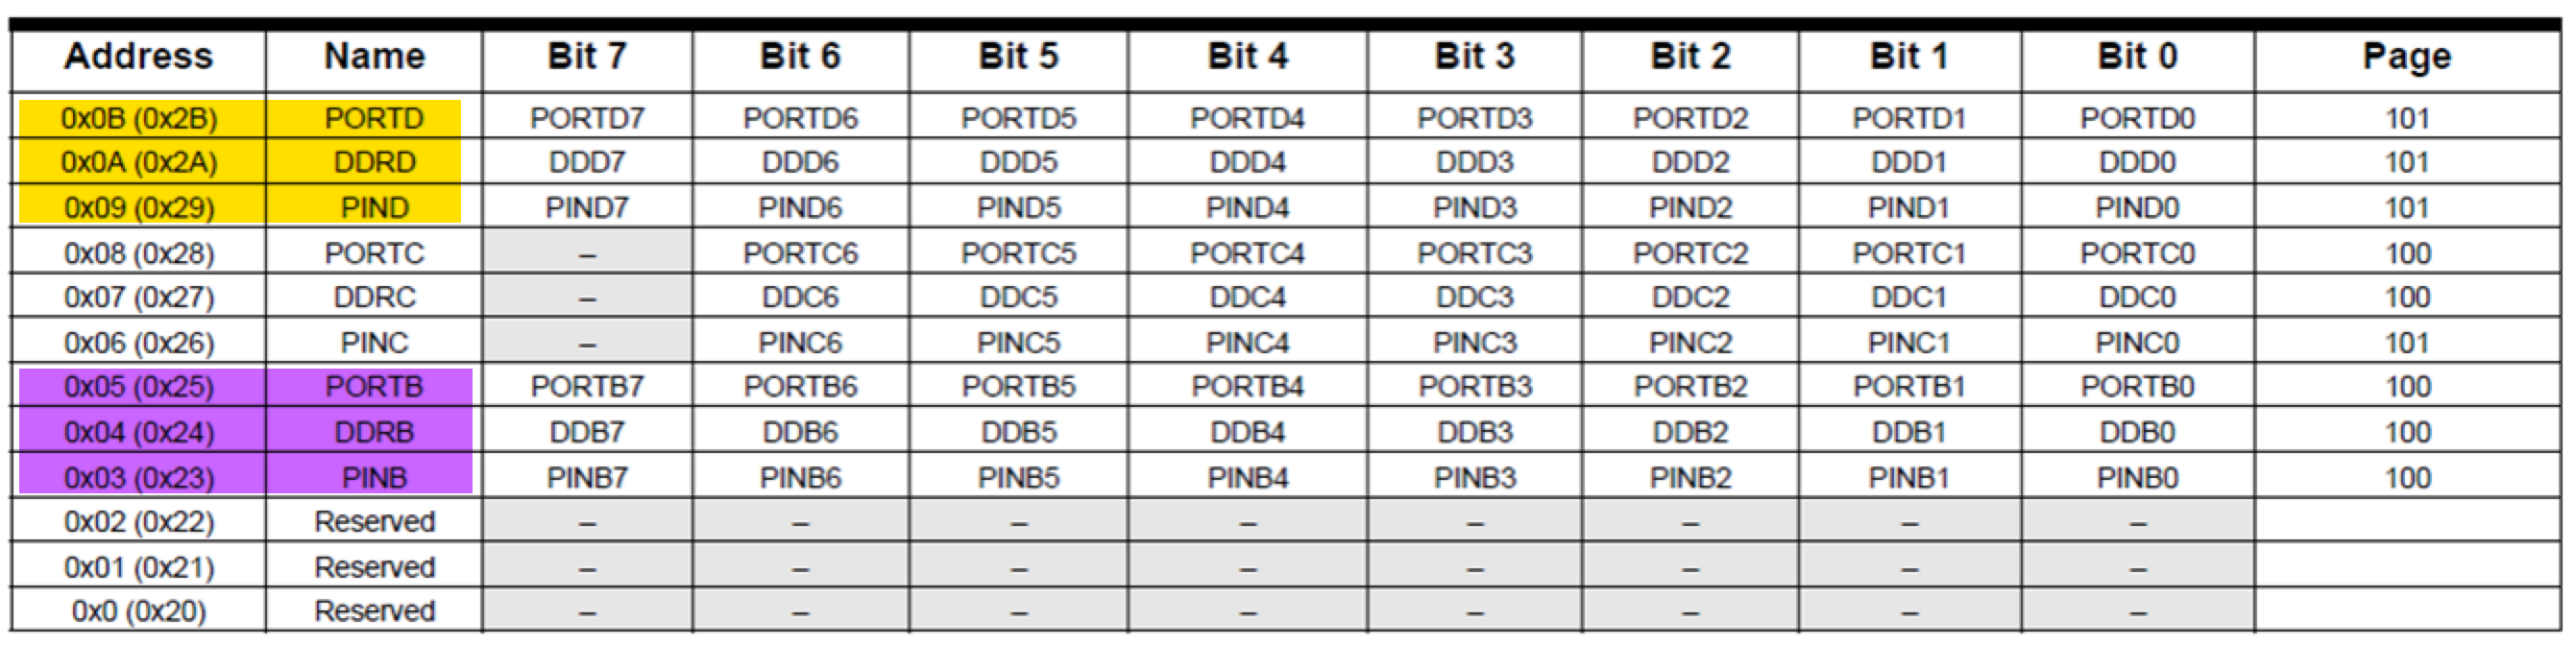 Address Name Bit 7 Bit 6 Bit 5 Bit 4 Bit 3 Bit 2 Bit 1 Bit 0 Page
0x0B (0x2B) PORTD PORTD7 PORTD6 PORTD5 PORTD4 PORTD3 PORTD2 PORTD1 PORTD0 101
0x0A (0x2A) DDRD DDD7 DDD6 DDD5 DDD4 DDD3 DDD2 DDD1 DDD0 101
0x09 (0x29) PIND PIND7 PIND6 PIND5 PIND4 PIND3 PIND2 PIND1 PIND0 101
0x08 (0x28) PORTC – PORTC6 PORTC5 PORTC4 PORTC3 PORTC2 PORTC1 PORTC0 100
0x07 (0x27) DDRC – DDC6 DDC5 DDC4 DDC3 DDC2 DDC1 DDC0 100
0x06 (0x26) PINC – PINC6 PINC5 PINC4 PINC3 PINC2 PINC1 PINC0 101
0x05 (0x25) PORTB PORTB7 PORTB6 PORTB5 PORTB4 PORTB3 PORTB2 PORTB1 PORTB0 100
0x04 (0x24) DDRB DDB7 DDB6 DDB5 DDB4 DDB3 DDB2 DDB1 DDB0 100
0x03 (0x23) PINB PINB7 PINB6 PINB5 PINB4 PINB3 PINB2 PINB1 PINB0 100
0x02 (0x22) Reserved – – – – – – – –
0x01 (0x21) Reserved – – – – – – – –
0x0 (0x20) Reserved – – – – – – – –